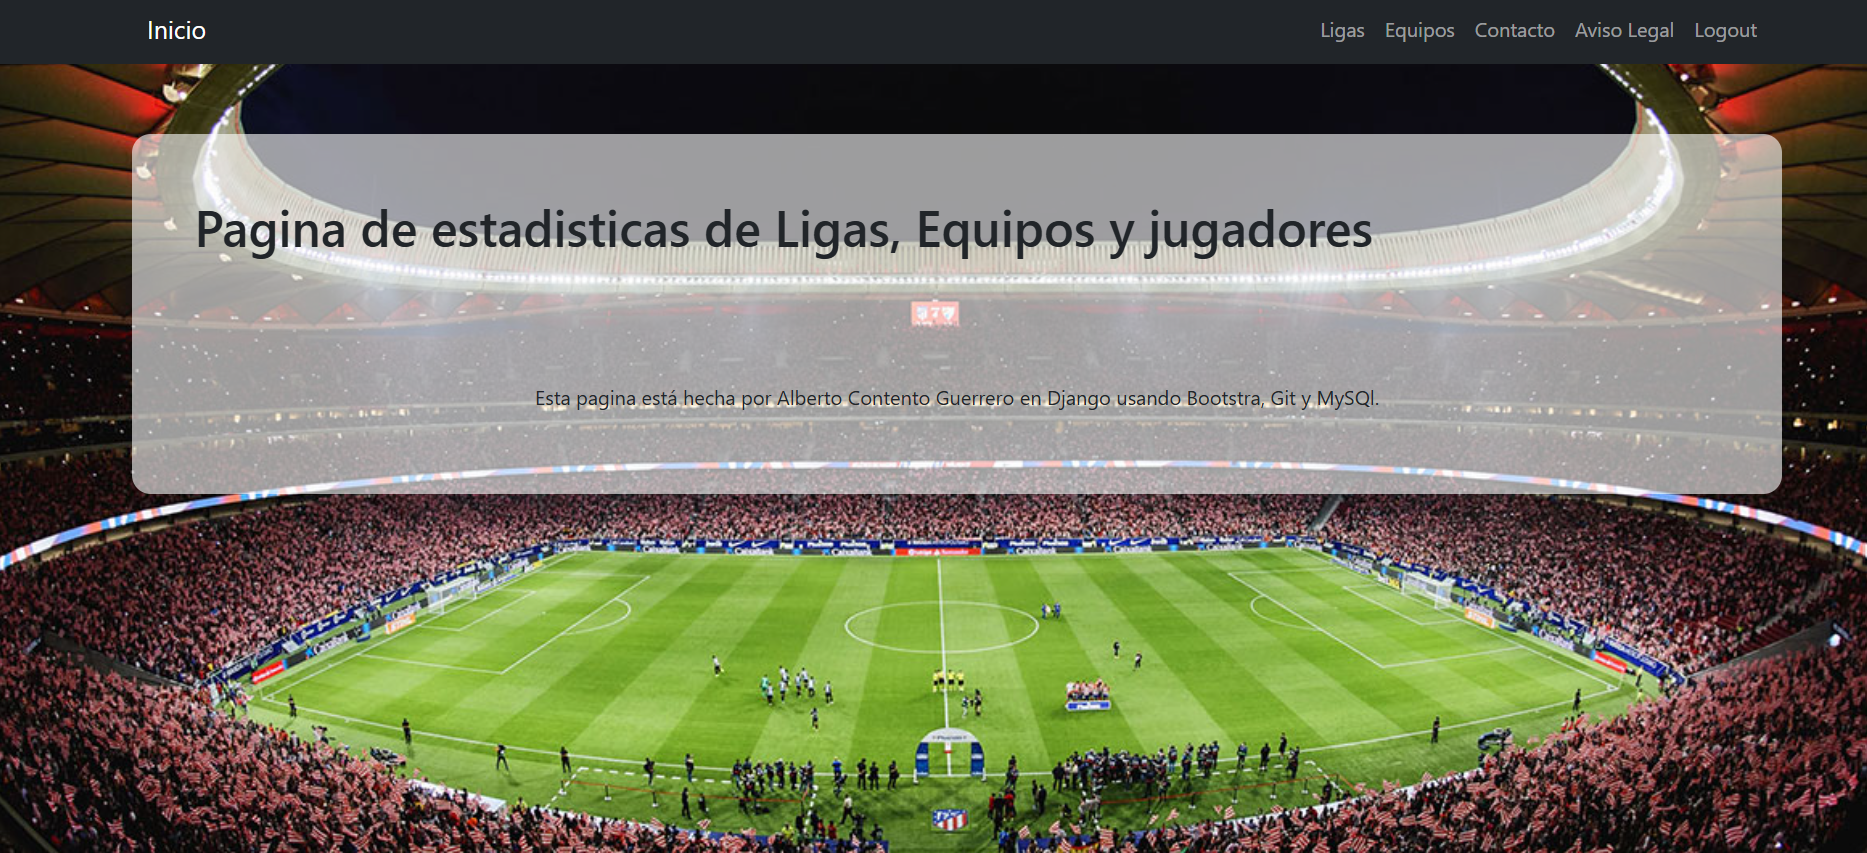 Inicio
Ligas Equipos Contacto Aviso Legal Logout
Pagina de estadisticas de Ligas, Equipos y jugadores
Esta pagina está hecha por Alberto Contento Guerrero en Django usando Bootstra, Git y MySQl.